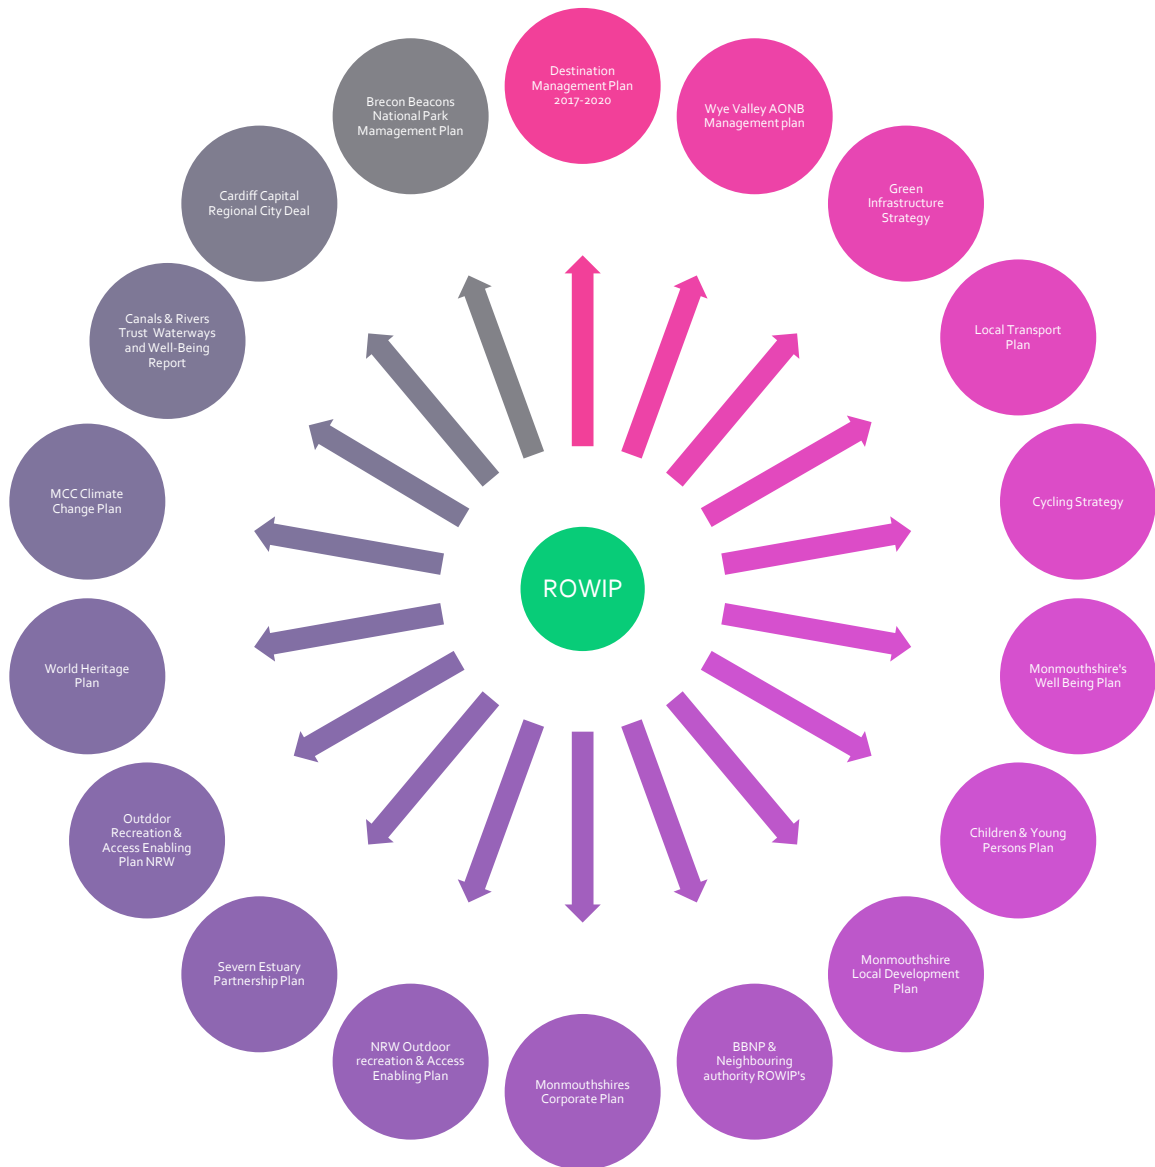 Destination
Management Plan
2017-2020
Wye Valley AONB
Management plan
Green
Infrastructure
Strategy
Local Transport
Plan
Cycling Strategy
Monmouthshire's
Well Being Plan
Children & Young
Persons Plan
Monmouthshire
Local Development
Plan
BBNP &
Neighbouring
authority ROWIP's
Monmouthshires
Corporate Plan
NRW Outdoor
recreation & Access
Enabling Plan
Severn Estuary
Partnership Plan
Outddor
Recreation &
Access Enabling
Plan NRW
World Heritage
Plan
MCC Climate
Change Plan
Canals & Rivers
Trust Waterways
and Well-Being
Report
Cardiff Capital
Regional City Deal
Brecon Beacons
National Park
Mamagement Plan
ROWIP